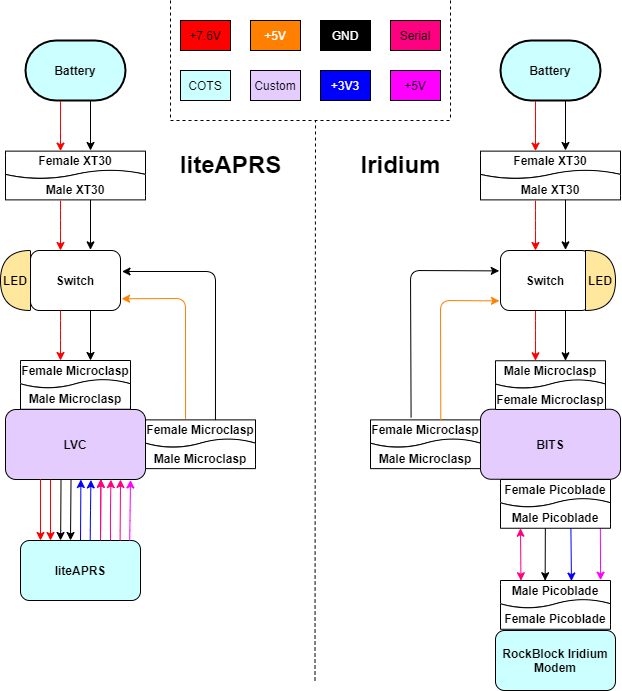 +7.6V
+5V
GND
Serial
COTS
Custom
+3V3
+5V
liteAPRS
Iridium
Battery
Female XT30
Male XT30
LED
Switch
Female Microclasp
Male Microclasp
LVC
Female Microclasp
Male Microclasp
liteAPRS
Battery
Female XT30
Male XT30
Switch
LED
Male Microclasp
Female Microclasp
Female Microclasp
Male Microclasp
BITS
Female Picoblade
Male Picoblade
Male Picoblade
Female Picoblade
RockBlock Iridium
Modem